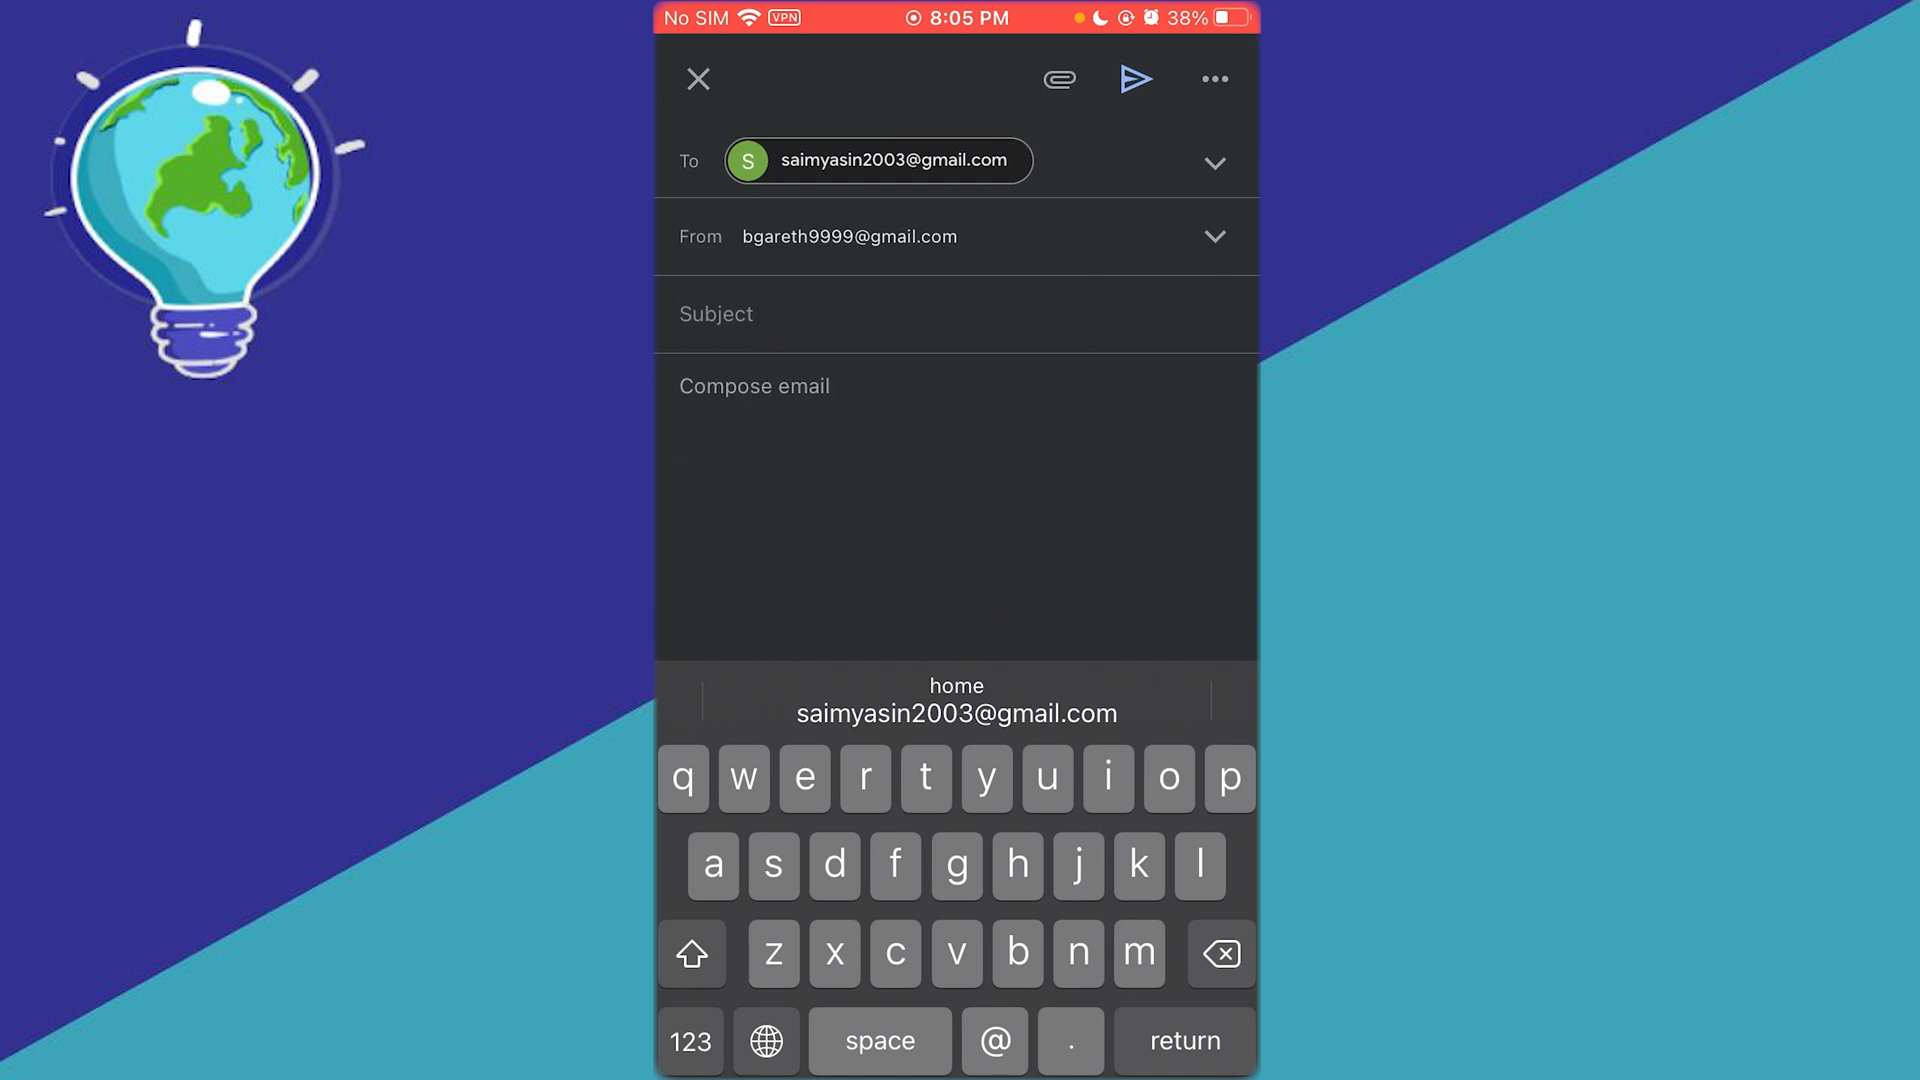 No SIM VPN 8:05 PM 38%
To S saimyasin2003@gmail.com
From bgareth9999@gmail.com
Subject
Compose email
home
saimyasin2003@gmail.com
q w e r t y u i o p
a s d f g h j k l
z x c v b n m
123 space @ . return